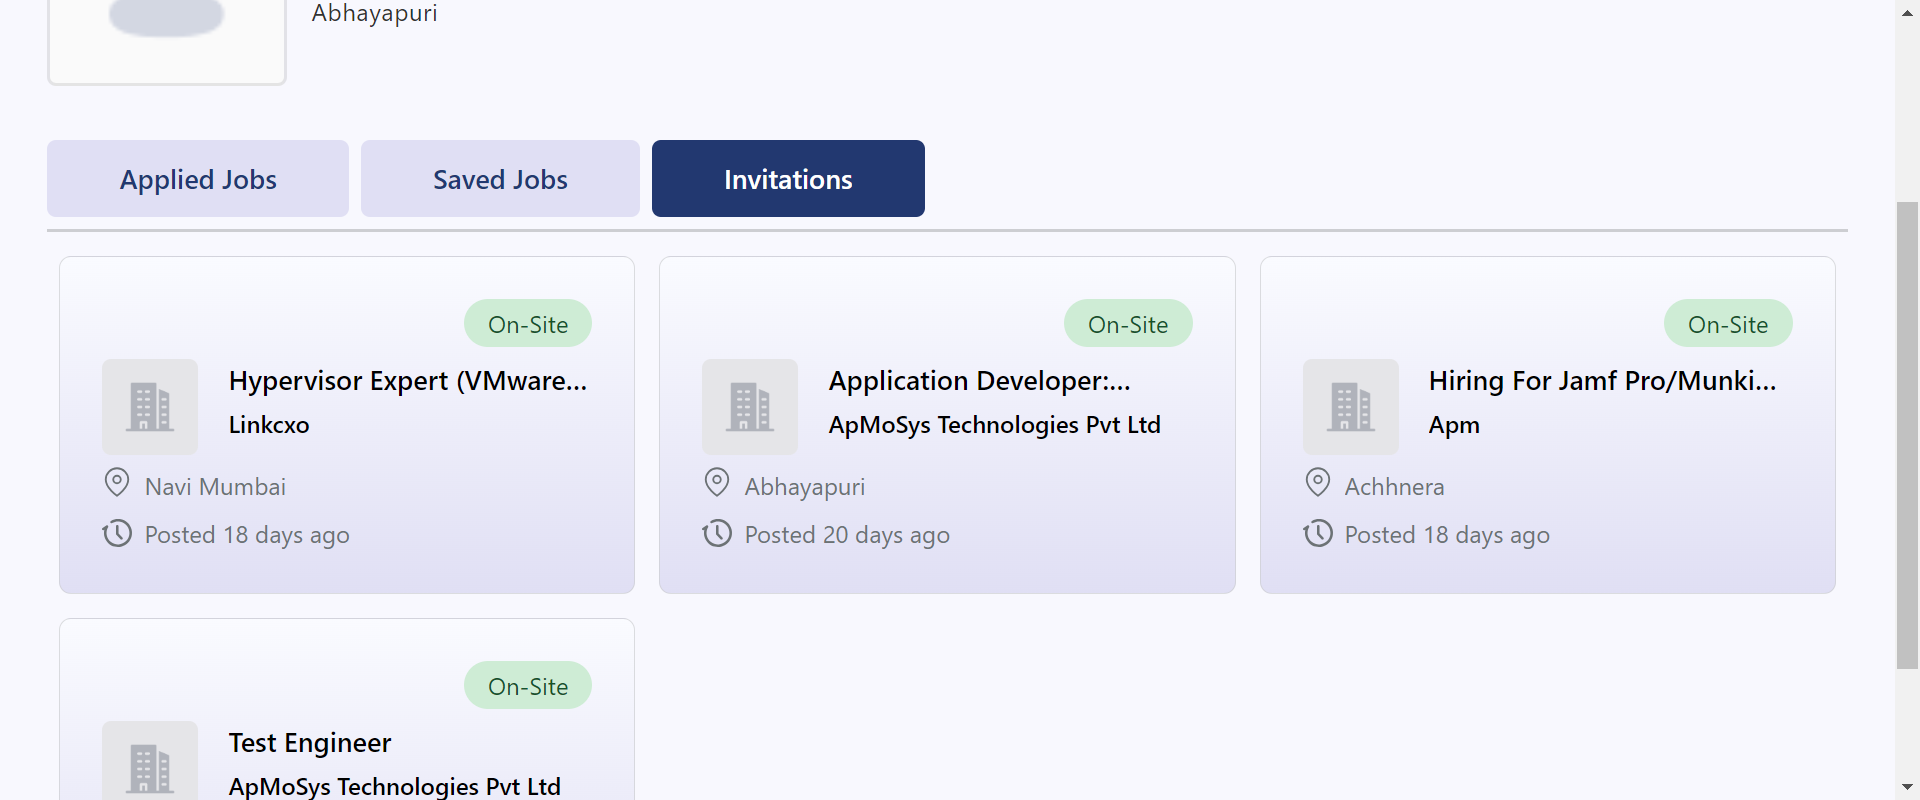 Abhayapuri
Applied Jobs
Saved Jobs
Invitations
On-Site
Hypervisor Expert (VMware...
Linkcxo
Navi Mumbai
Posted 18 days ago
On-Site
Application Developer:...
ApMoSys Technologies Pvt Ltd
Abhayapuri
Posted 20 days ago
On-Site
Hiring For Jamf Pro/Munki...
Apm
Achhnera
Posted 18 days ago
On-Site
Test Engineer
ApMoSys Technologies Pvt Ltd